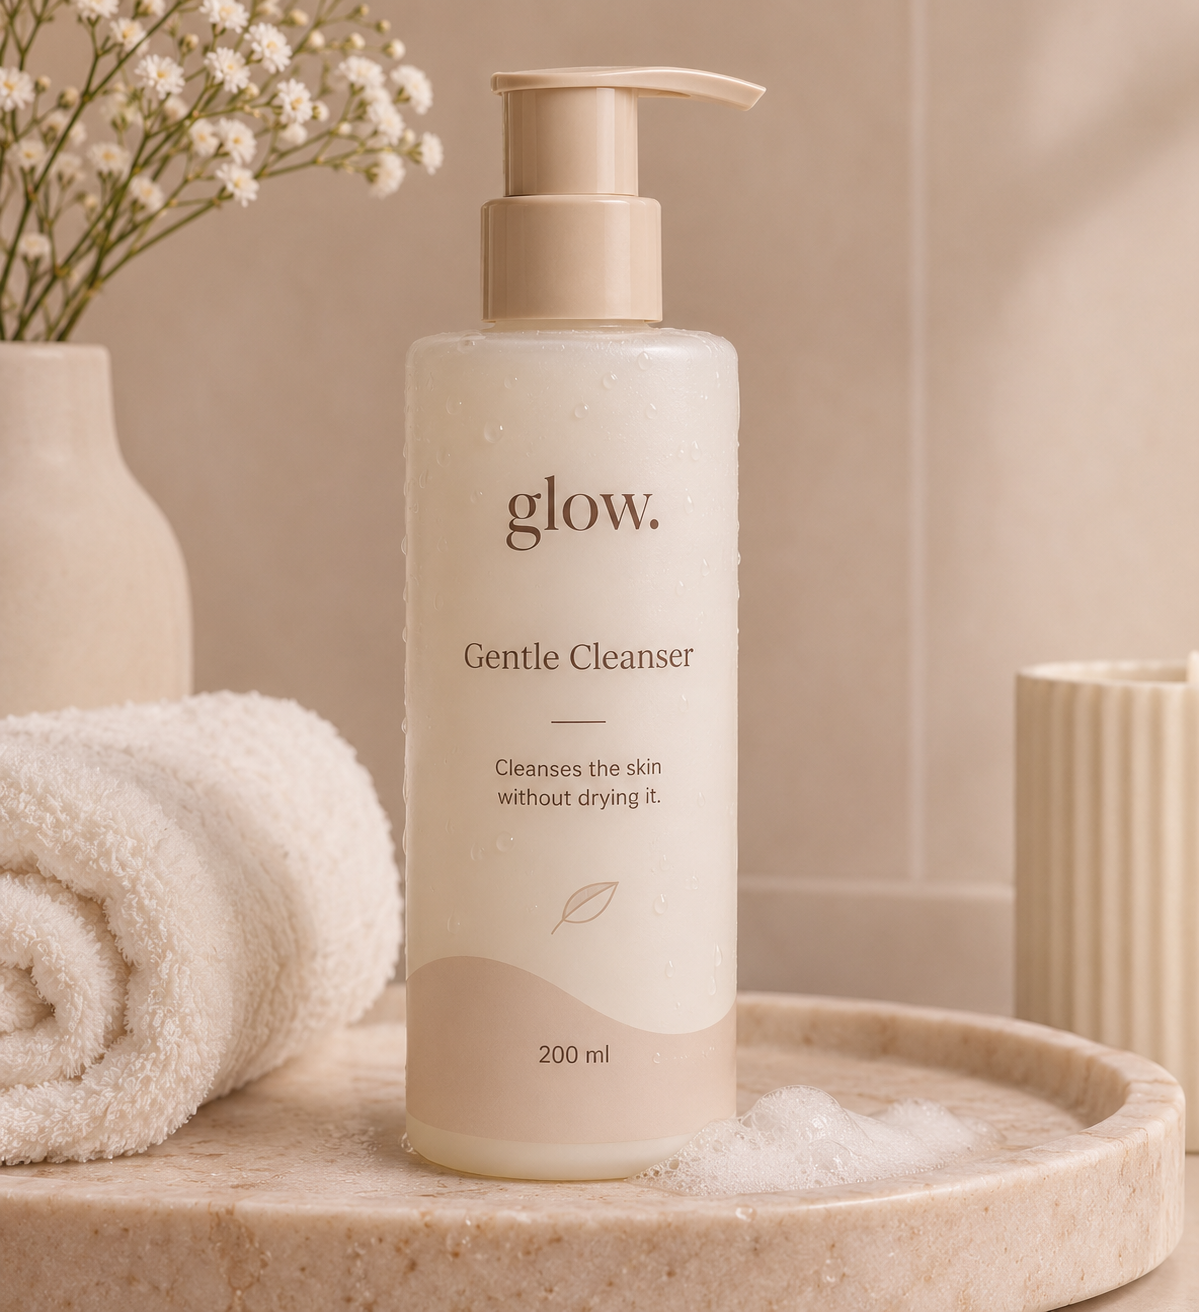 glow.
Gentle Cleanser
Cleanses the skin
without drying it.
200 ml